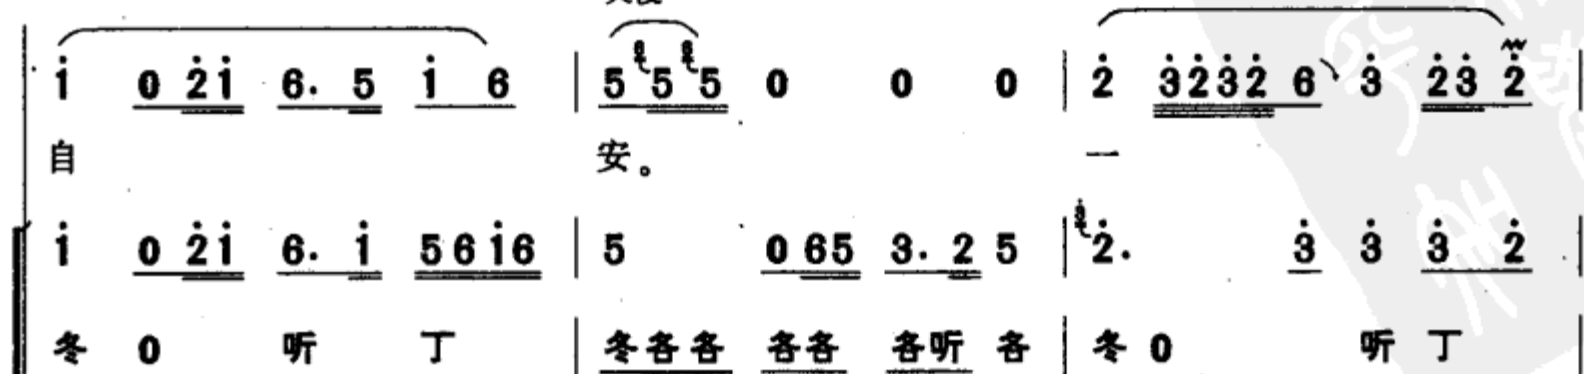 i 0 2i 6. 5 i 6 | 5 5 5 0 0 0 | 2 3232 6 3 23 2 |
自 安。 一
i 0 2i 6. i 56i6 | 5 0 65 3. 2 5 | 2. 3 3 3 2 |
冬 0 听 丁 | 冬各各 各各 各听 各 | 冬 0 听 丁 |